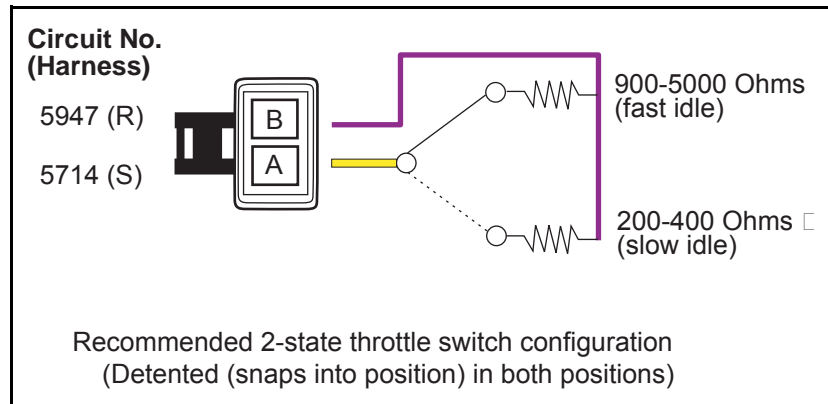 Circuit No.
(Harness)
5947 (R)
5714 (S)
B
A
900-5000 Ohms
(fast idle)
200-400 Ohms
(slow idle)
Recommended 2-state throttle switch configuration
(Detented (snaps into position) in both positions)